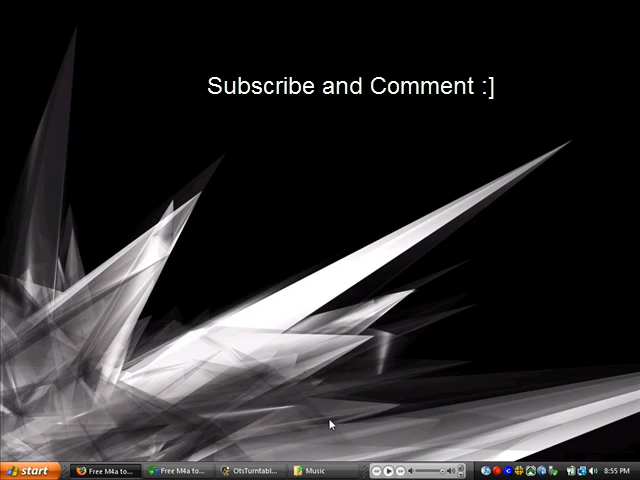 Subscribe and Comment :]
start
Free M4a to...
Free M4a to...
OtsTurntabl...
Music
8:55 PM